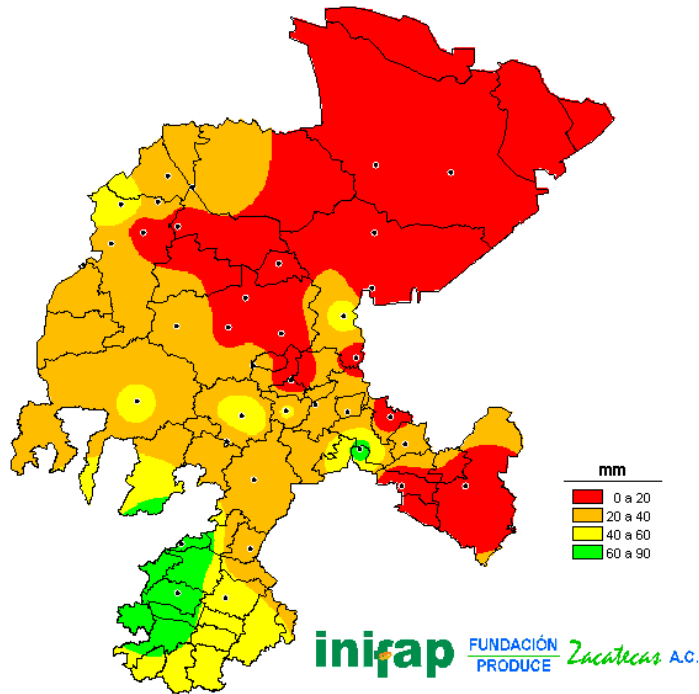 mm
0 a 20
20 a 40
40 a 60
60 a 90
inifap
FUNDACIÓN
PRODUCE
Zacatecas A.C.